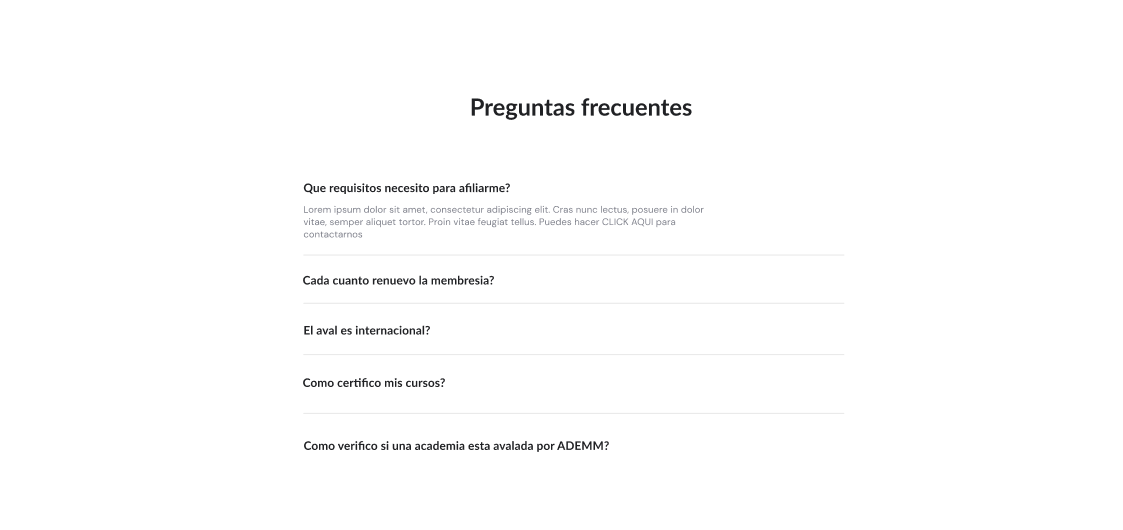 Preguntas frecuentes
Que requisitos necesito para afiliarme?
Lorem ipsum dolor sit amet, consectetur adipiscing elit. Cras nunc lectus, posuere in dolor
vitae, semper aliquet tortor. Proin vitae feugiat tellus. Puedes hacer CLICK AQUI para
contactarnos
Cada cuanto renuevo la membresia?
El aval es internacional?
Como certifico mis cursos?
Como verifico si una academia esta avalada por ADEMM?